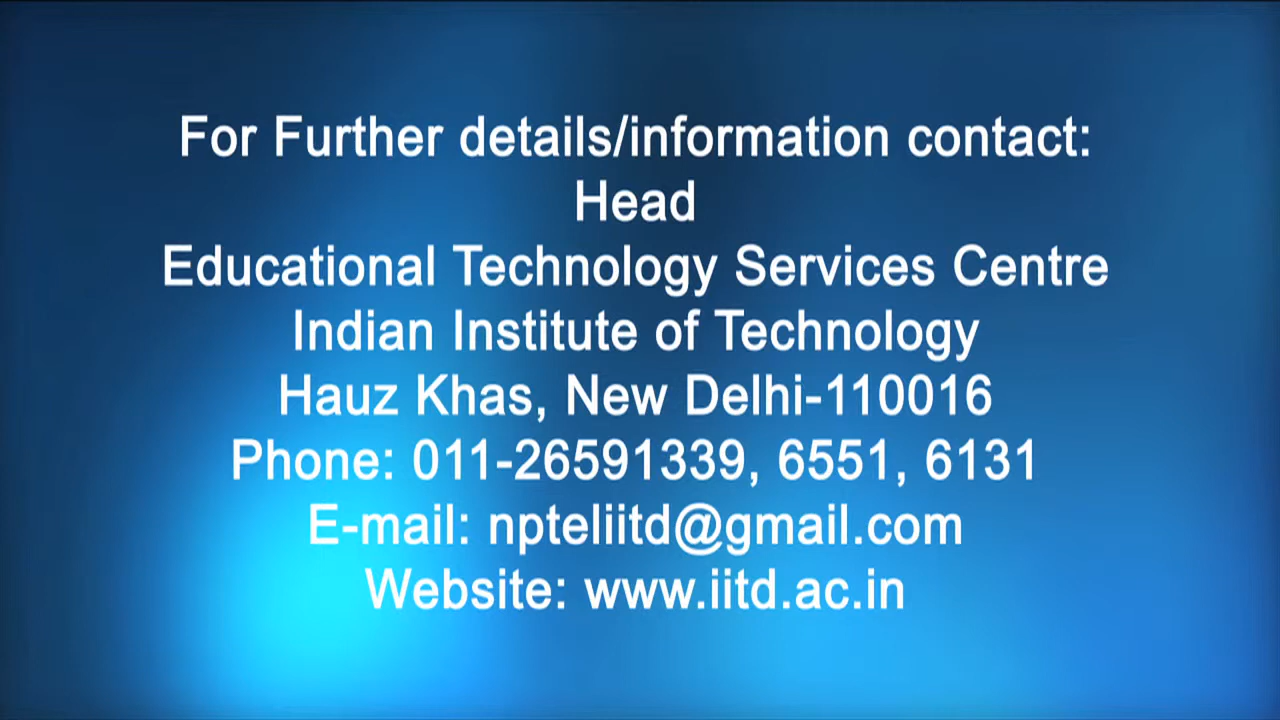 For Further details/information contact:
Head
Educational Technology Services Centre
Indian Institute of Technology
Hauz Khas, New Delhi-110016
Phone: 011-26591339, 6551, 6131
E-mail: npteliitd@gmail.com
Website: www.iitd.ac.in